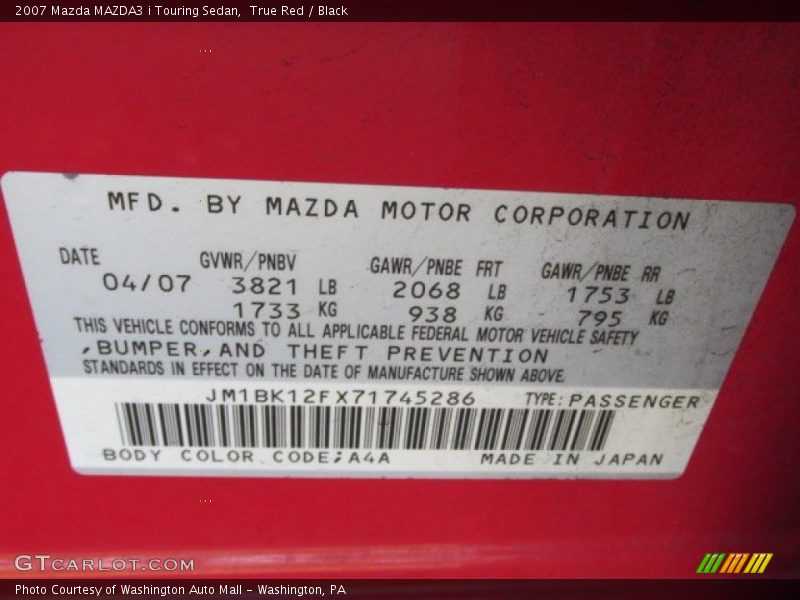 2007 Mazda MAZDA3 i Touring Sedan,  True Red / Black
MFD. BY MAZDA MOTOR CORPORATION
DATE GVWR/PNBV GAWR/PNBE FRT GAWR/PNBE RR
04/07 3821 LB 2068 LB 1753 LB
1733 KG 938 KG 795 KG
THIS VEHICLE CONFORMS TO ALL APPLICABLE FEDERAL MOTOR VEHICLE SAFETY
,BUMPER,AND THEFT PREVENTION
STANDARDS IN EFFECT ON THE DATE OF MANUFACTURE SHOWN ABOVE.
JM1BK12FX71745286 TYPE:PASSENGER
BODY COLOR CODE;A4A MADE IN JAPAN
GTCARLOT.COM
Photo Courtesy of Washington Auto Mall - Washington, PA